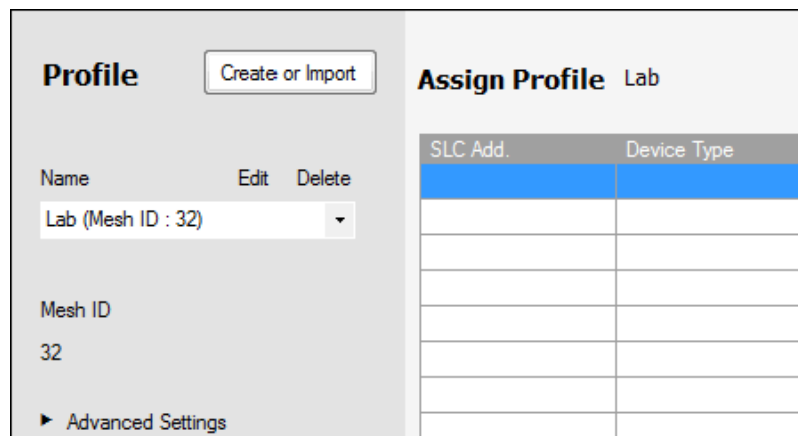 Profile
Create or Import
Name Edit Delete
Lab (Mesh ID : 32)
Mesh ID
32
Advanced Settings
Assign Profile Lab
SLC Add. Device Type